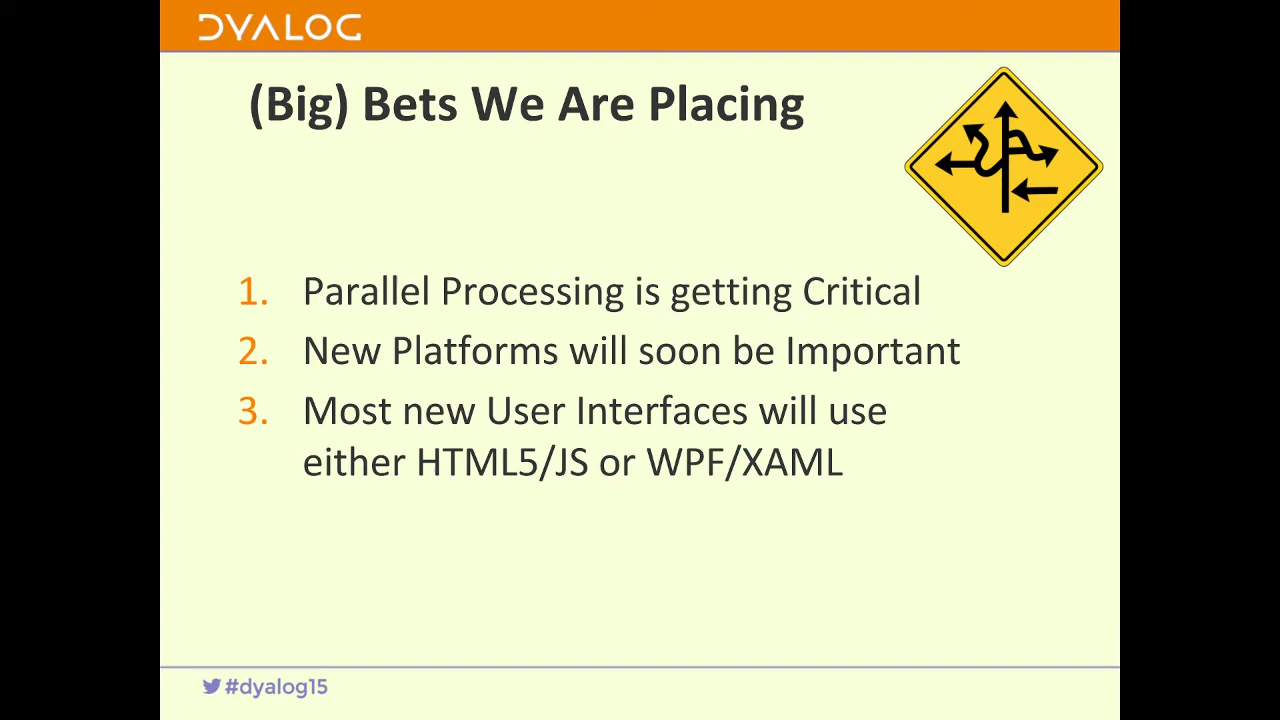 DYALOG
(Big) Bets We Are Placing
1. Parallel Processing is getting Critical
2. New Platforms will soon be Important
3. Most new User Interfaces will use
either HTML5/JS or WPF/XAML
#dyalog15